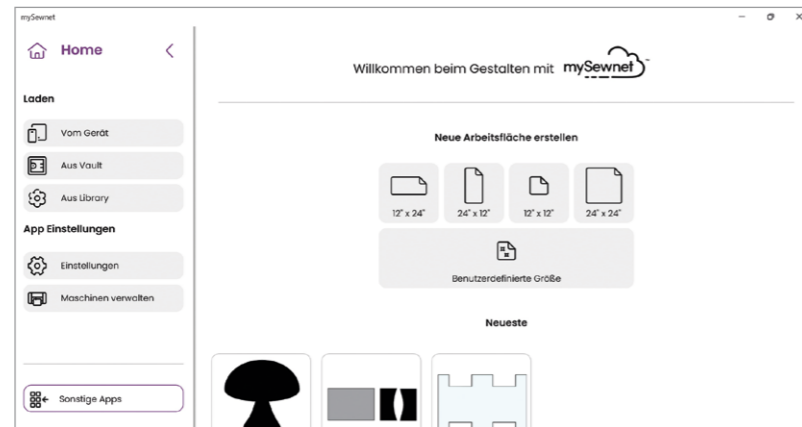 mySewnet
Home
Laden
Vom Gerät
Aus Vault
Aus Library
App Einstellungen
Einstellungen
Maschinen verwalten
Sonstige Apps
Willkommen beim Gestalten mit mySewnet™
Neue Arbeitsfläche erstellen
12" x 24" 24" x 12" 12" x 12" 24" x 24"
Benutzerdefinierte Größe
Neueste